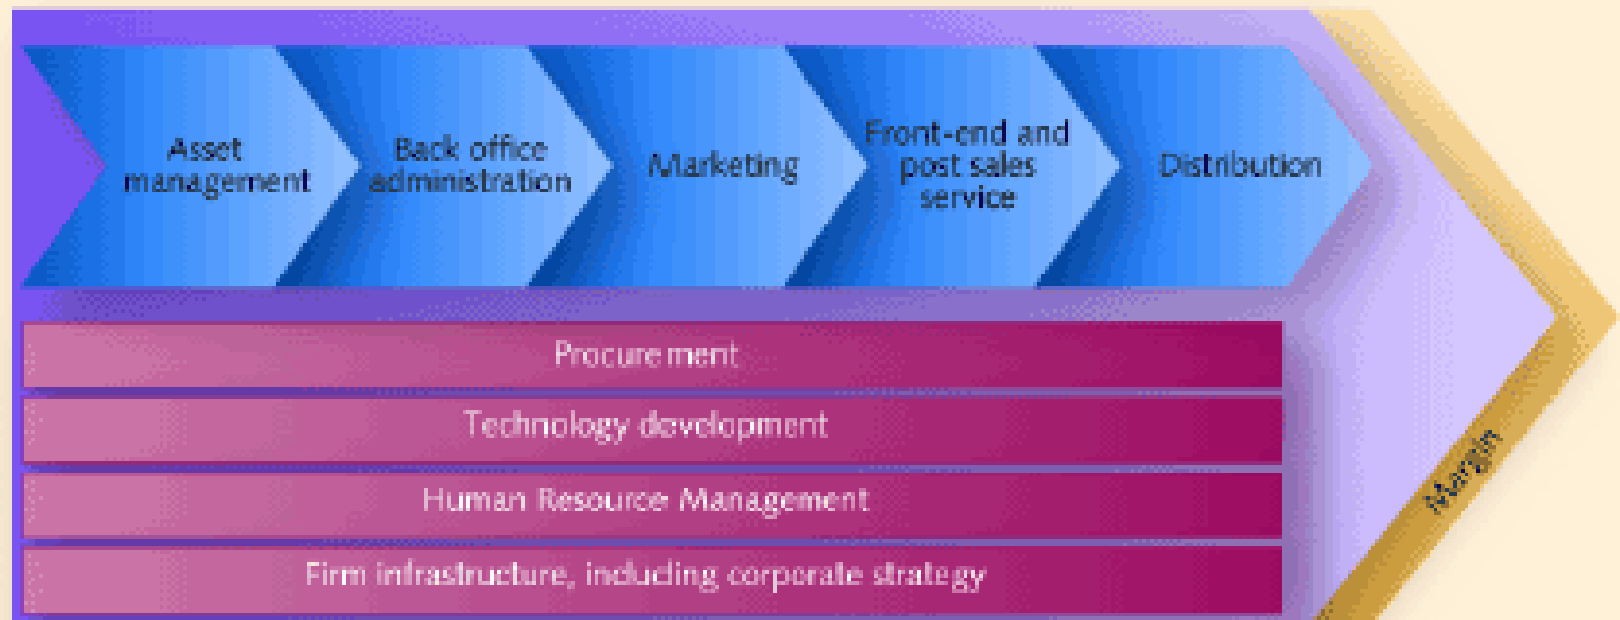 Asset
management
Back office
administration
Marketing
Front-end and
post sales
service
Distribution
Procurement
Technology development
Human Resource Management
Firm infrastructure, including corporate strategy
Margin